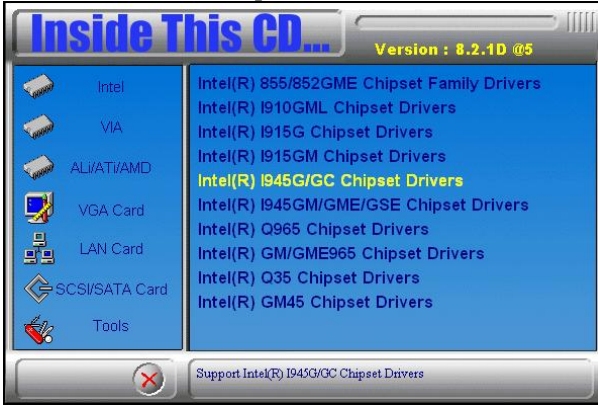 Inside This CD...
Version : 8.2.1D @5
Intel
VIA
ALi/ATi/AMD
VGA Card
LAN Card
SCSI/SATA Card
Tools
Intel(R) 855/852GME Chipset Family Drivers
Intel(R) I910GML Chipset Drivers
Intel(R) I915G Chipset Drivers
Intel(R) I915GM Chipset Drivers
Intel(R) I945G/GC Chipset Drivers
Intel(R) I945GM/GME/GSE Chipset Drivers
Intel(R) Q965 Chipset Drivers
Intel(R) GM/GME965 Chipset Drivers
Intel(R) Q35 Chipset Drivers
Intel(R) GM45 Chipset Drivers
Support Intel(R) I945G/GC Chipset Drivers